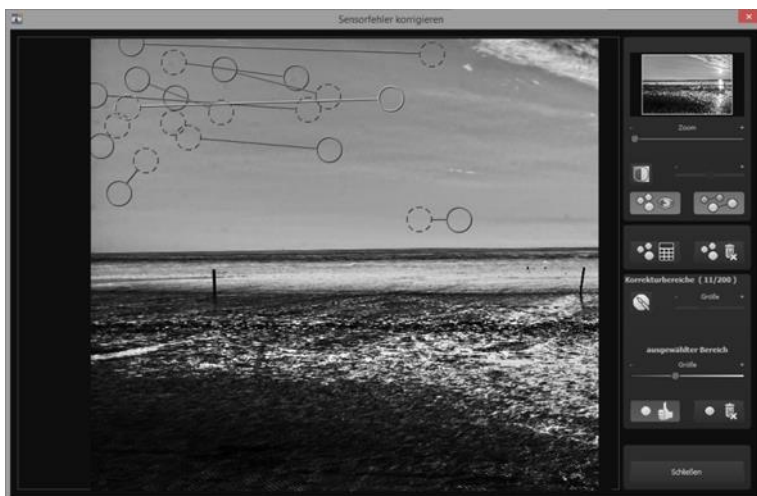 Sensorfehler korrigieren
- Zoom +
- +
Korrekturbereiche ( 11/200 )
- Größe +
ausgewählter Bereich
- Größe +
Schließen